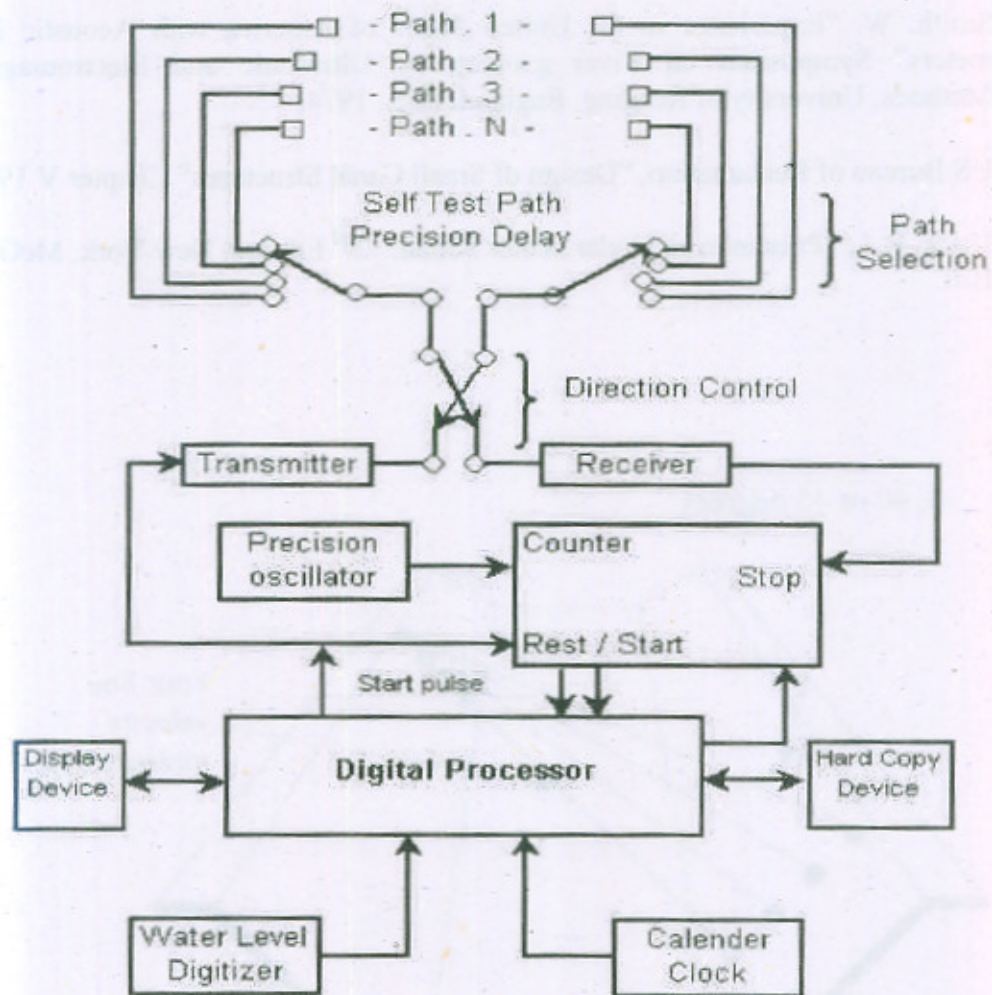 Path 1
Path 2
- Path 3
- Path . N -
Self Test Path
Precision Delay
Path
Selection
Direction Control
Transmitter
Receiver
Precision
oscillator
Counter
Stop
Rest / Start
Start pulse
Display
Device
Digital Processor
Hard Copy
Device
Water Level
Digitizer
Calender
Clock